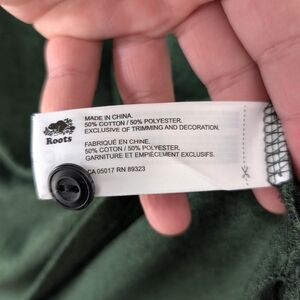 Roots
MADE IN CHINA.
50% COTTON / 50% POLYESTER.
EXCLUSIVE OF TRIMMING AND DECORATION.
FABRIQUÉ EN CHINE.
50% COTON / 50% POLYESTER.
GARNITURE ET EMPIÈCEMENT EXCLUSIFS.
CA 05017 RN 89323